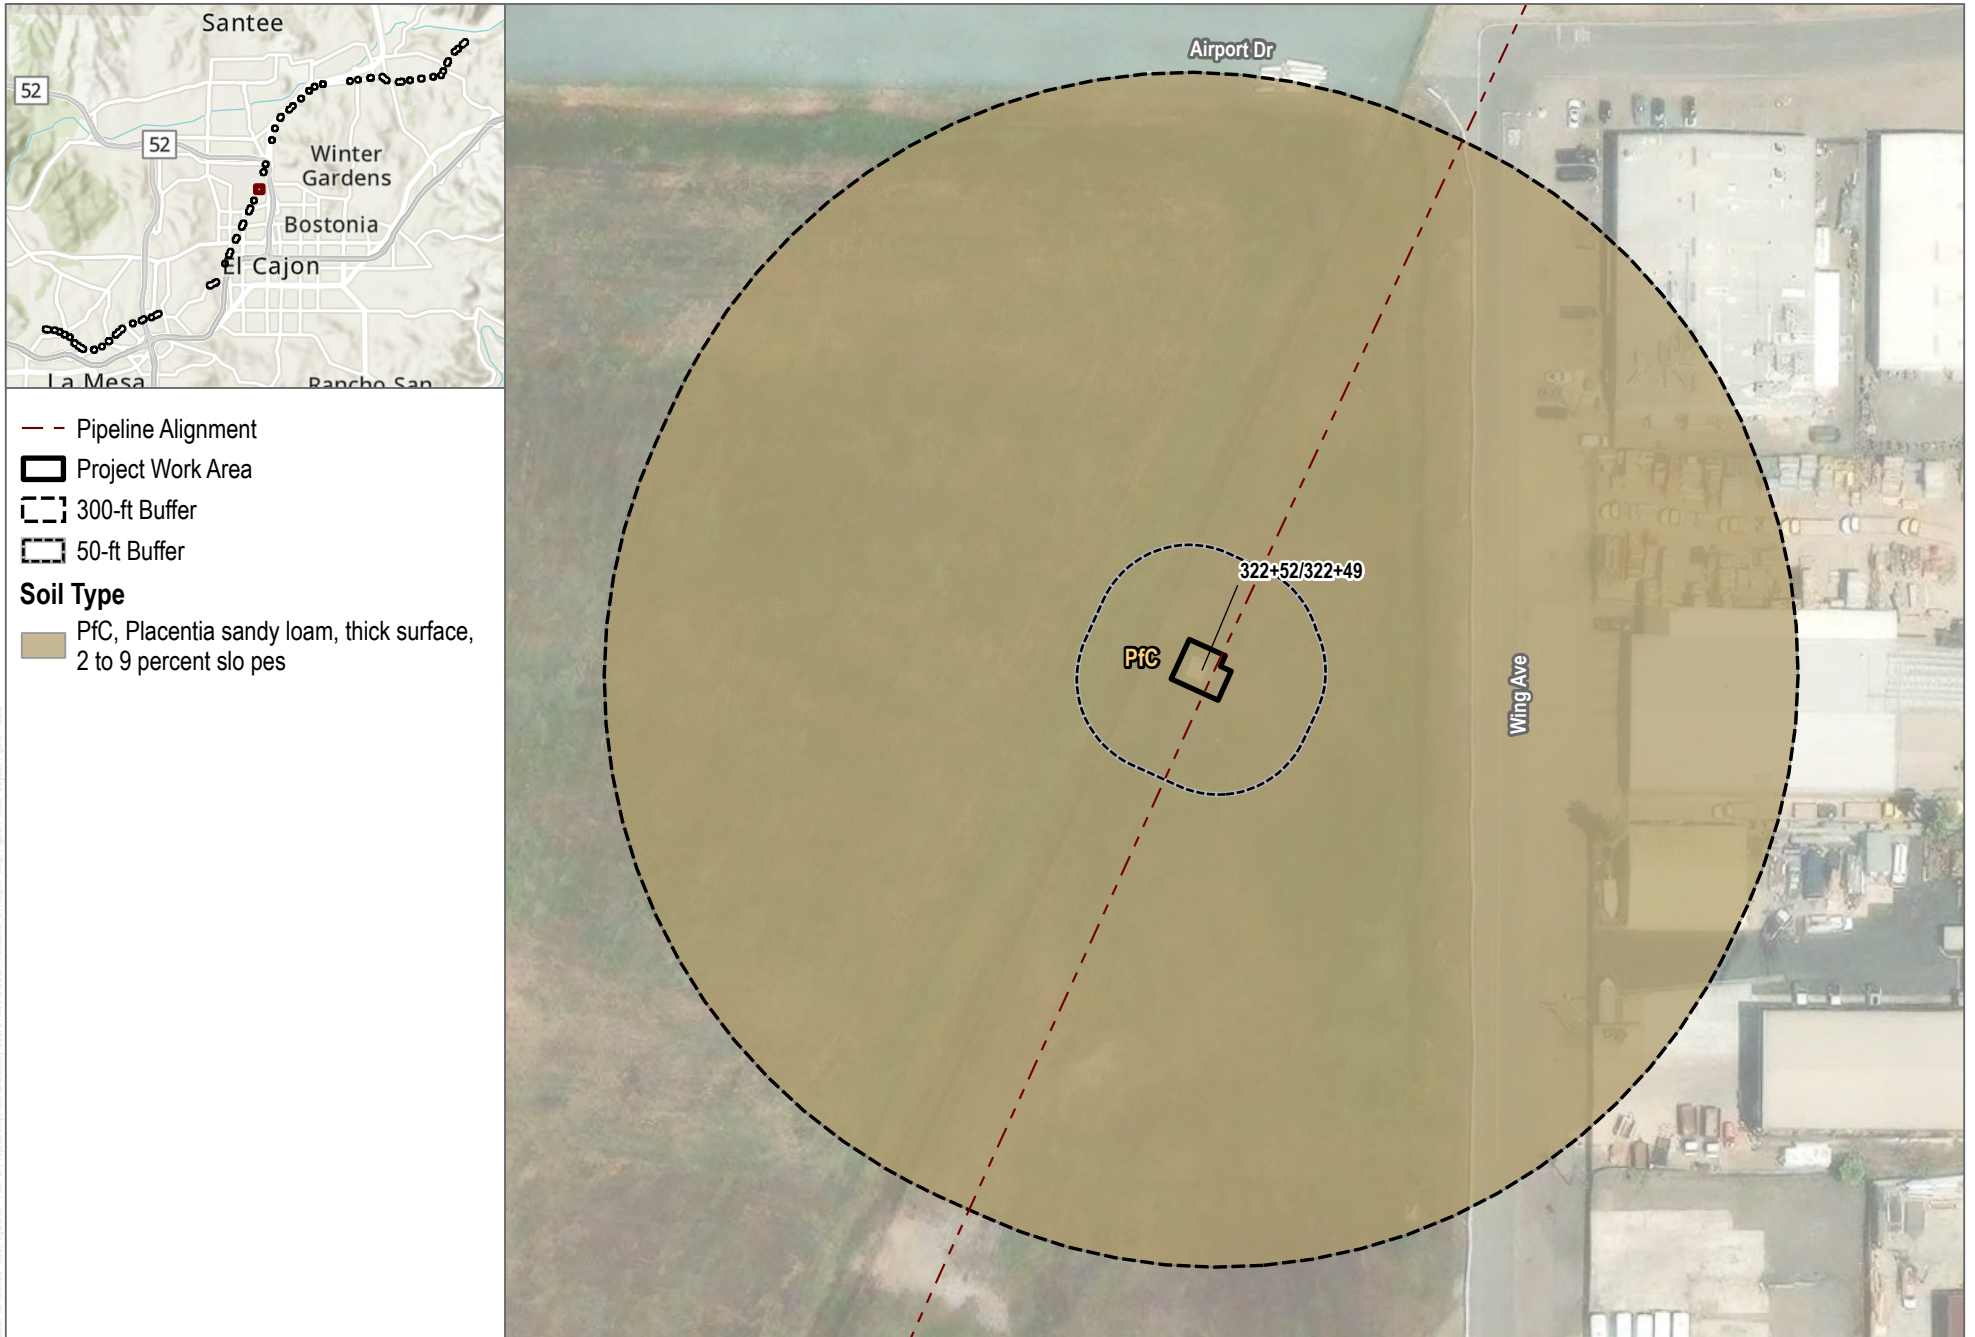 Santee
52
52
Winter
Gardens
Bostonia
El Cajon
La Mesa
Rancho San
Pipeline Alignment
Project Work Area
300-ft Buffer
50-ft Buffer
Soil Type
PfC, Placentia sandy loam, thick surface,
2 to 9 percent slo pes
Airport Dr
322+52/322+49
PfC
Wing Ave